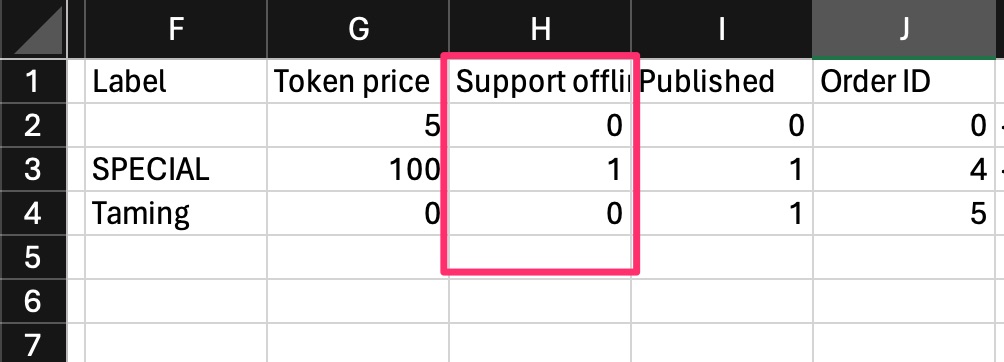 F G H I J
1 Label Token price Support offli Published Order ID
2 5 0 0 0
3 SPECIAL 100 1 1 4
4 Taming 0 0 1 5
5
6
7